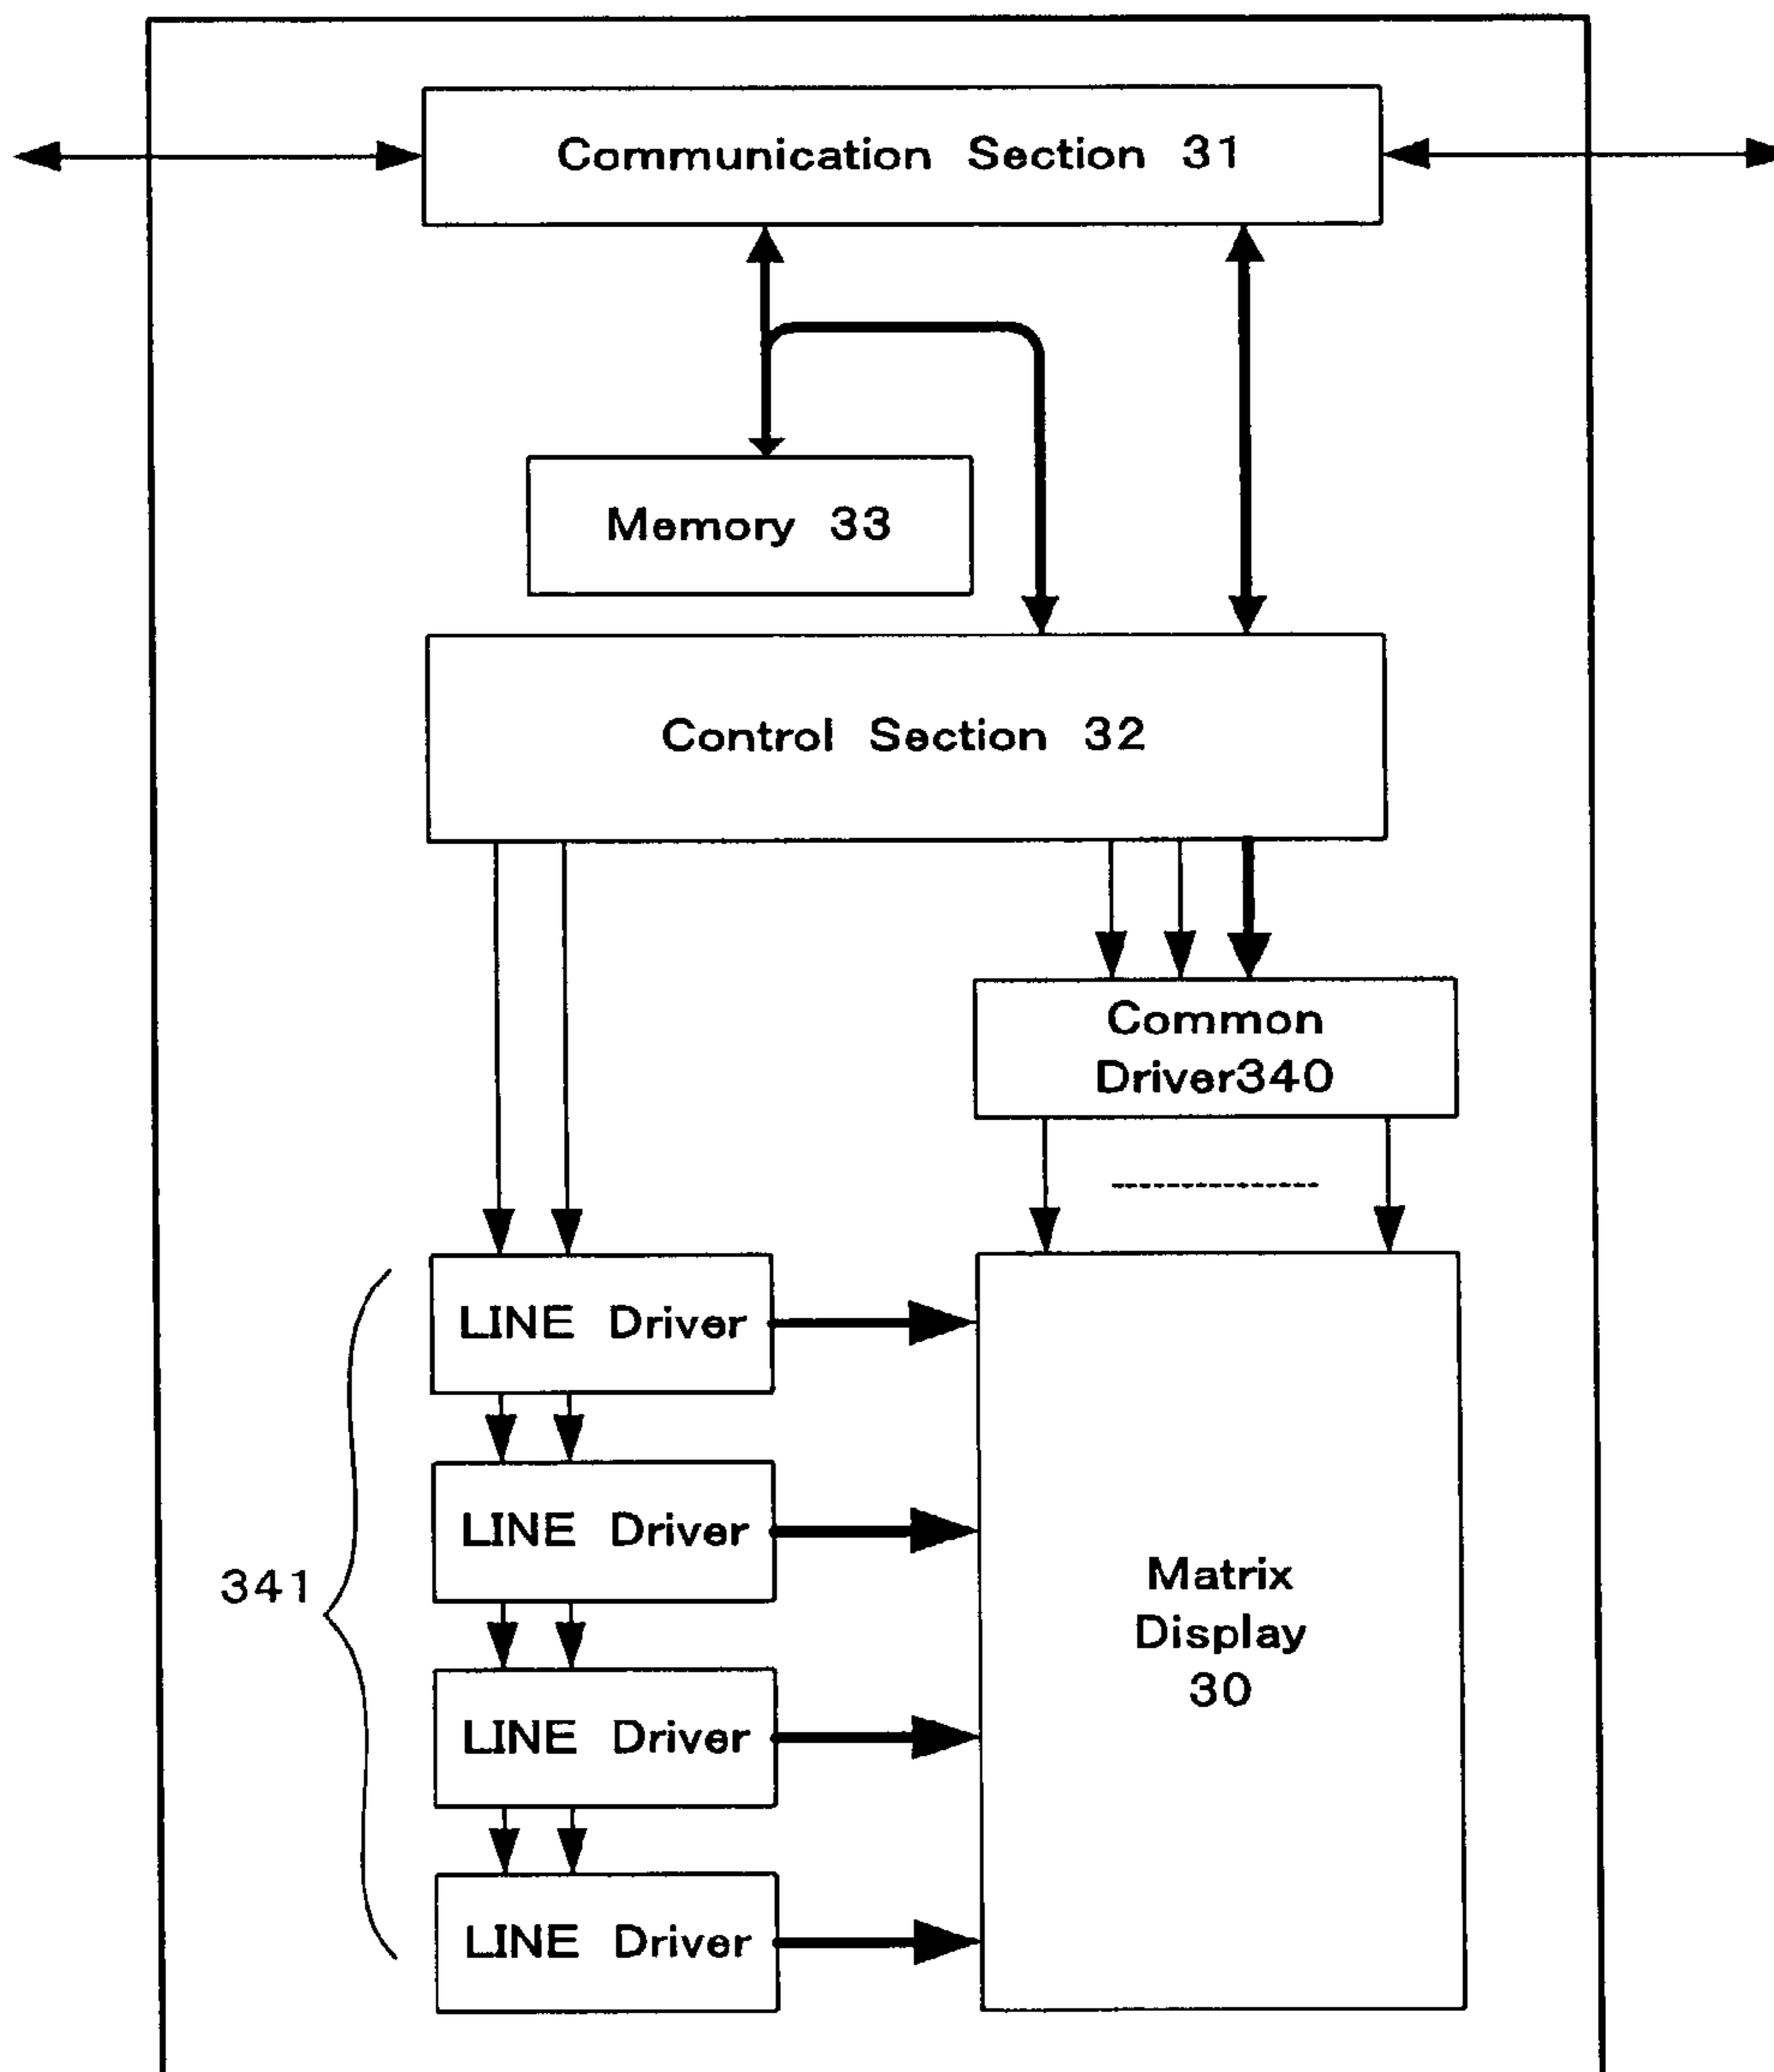 Communication Section 31
Memory 33
Control Section 32
Common
Driver340
LINE Driver
LINE Driver
341
LINE Driver
LINE Driver
Matrix
Display
30